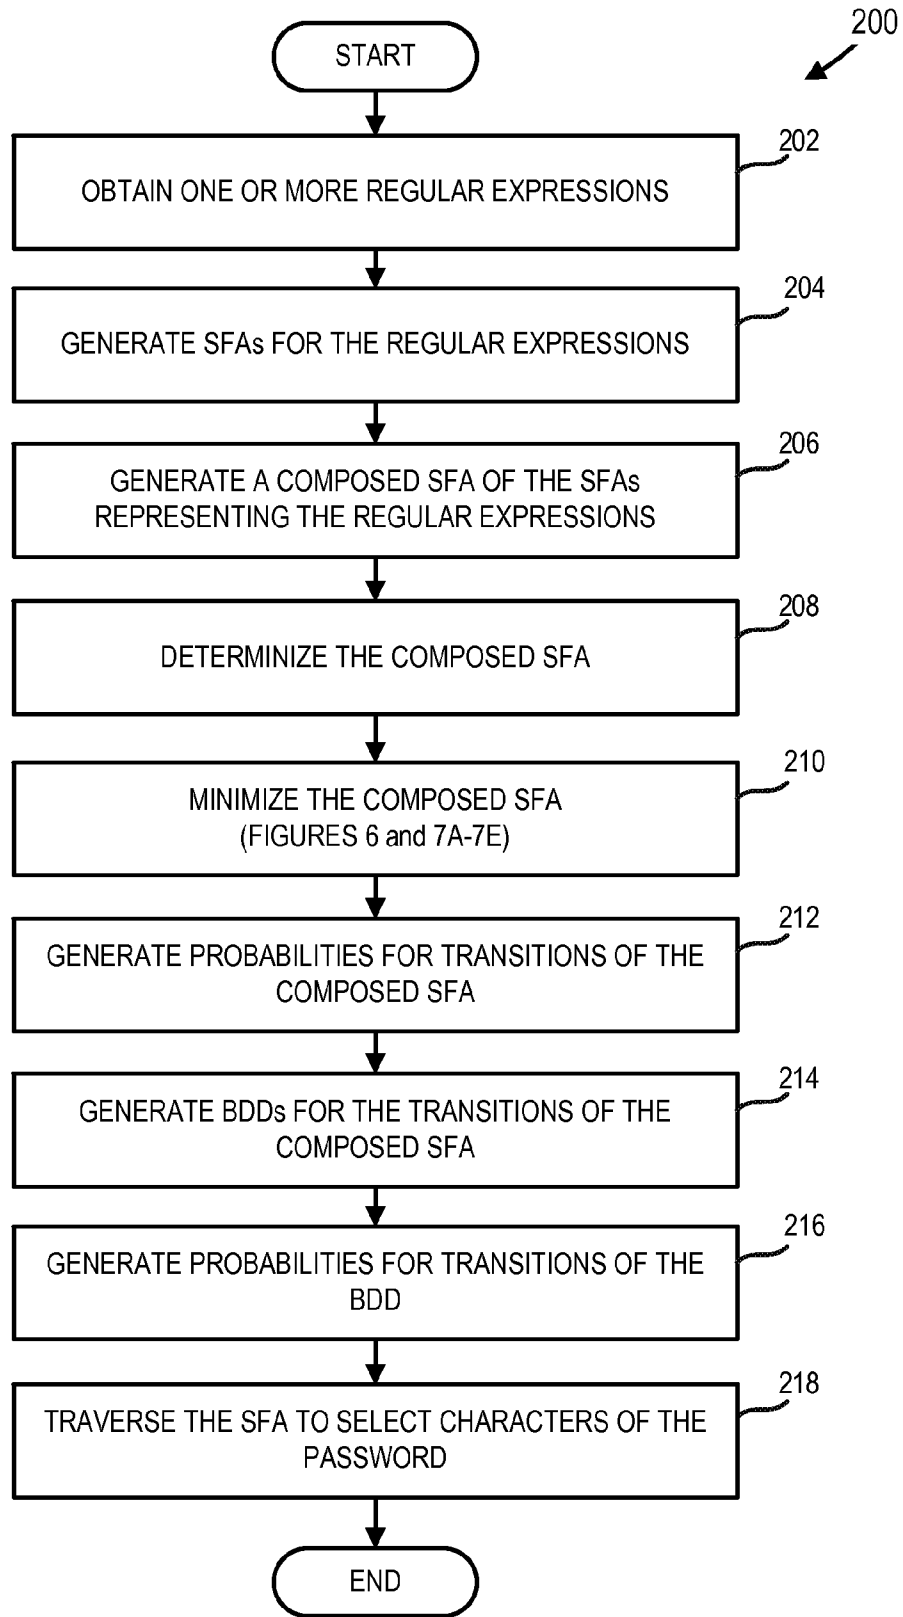 200
START
202
OBTAIN ONE OR MORE REGULAR EXPRESSIONS
204
GENERATE SFAs FOR THE REGULAR EXPRESSIONS
206
GENERATE A COMPOSED SFA OF THE SFAs
REPRESENTING THE REGULAR EXPRESSIONS
208
DETERMINIZE THE COMPOSED SFA
210
MINIMIZE THE COMPOSED SFA
(FIGURES 6 and 7A-7E)
212
GENERATE PROBABILITIES FOR TRANSITIONS OF THE
COMPOSED SFA
214
GENERATE BDDs FOR THE TRANSITIONS OF THE
COMPOSED SFA
216
GENERATE PROBABILITIES FOR TRANSITIONS OF THE
BDD
218
TRAVERSE THE SFA TO SELECT CHARACTERS OF THE
PASSWORD
END